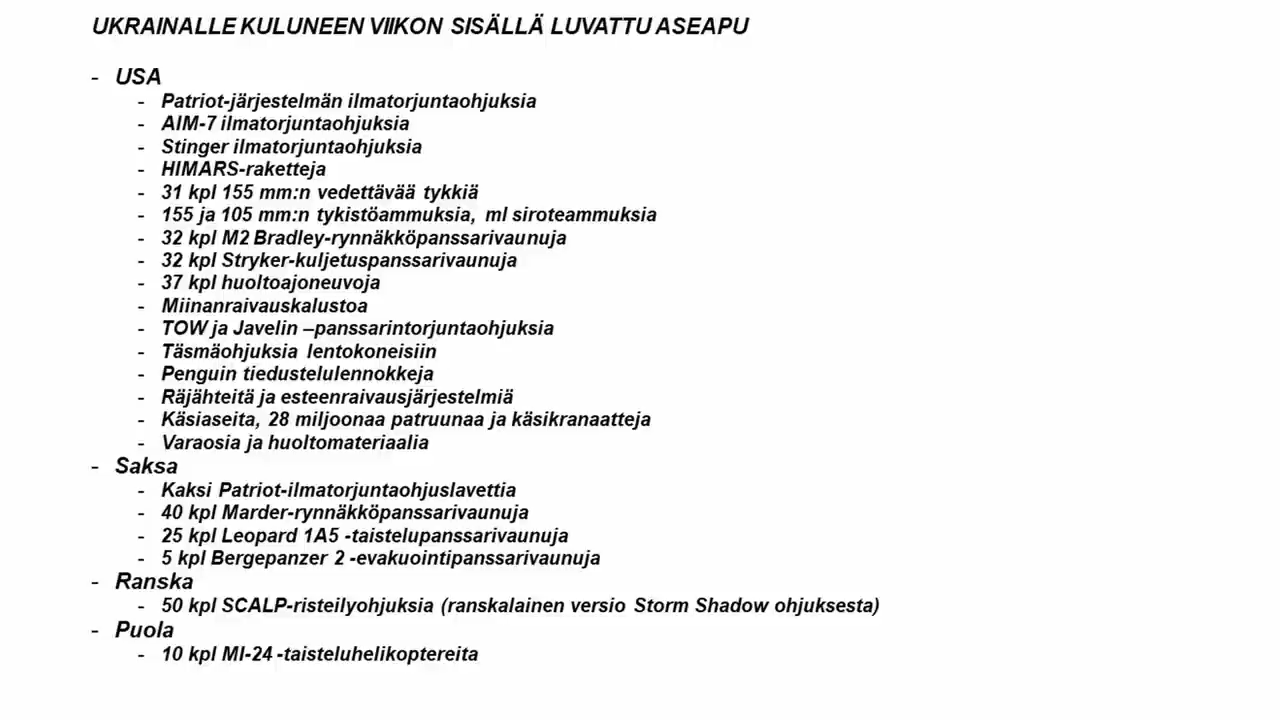 UKRAINALLE KULUNEEN VIIKON SISÄLLÄ LUVATTU ASEAPU
- USA
- Patriot-järjestelmän ilmatorjuntaohjuksia
- AIM-7 ilmatorjuntaohjuksia
- Stinger ilmatorjuntaohjuksia
- HIMARS-raketteja
- 31 kpl 155 mm:n vedettävää tykkiä
- 155 ja 105 mm:n tykistöammuksia, ml siroteammuksia
- 32 kpl M2 Bradley-rynnäkköpanssarivaunuja
- 32 kpl Stryker-kuljetuspanssarivaunuja
- 37 kpl huoltoajoneuvoja
- Miinanraivauskalustoa
- TOW ja Javelin –panssarintorjuntaohjuksia
- Täsmäohjuksia lentokoneisiin
- Penguin tiedustelulennokkeja
- Räjähteitä ja esteenraivausjärjestelmiä
- Käsiaseita, 28 miljoonaa patruunaa ja käsikranaatteja
- Varaosia ja huoltomateriaalia
- Saksa
- Kaksi Patriot-ilmatorjuntaohjuslavettia
- 40 kpl Marder-rynnäkköpanssarivaunuja
- 25 kpl Leopard 1A5 -taistelupanssarivaunuja
- 5 kpl Bergepanzer 2 -evakuointipanssarivaunuja
- Ranska
- 50 kpl SCALP-risteilyohjuksia (ranskalainen versio Storm Shadow ohjuksesta)
- Puola
- 10 kpl MI-24 -taisteluhelikoptereita